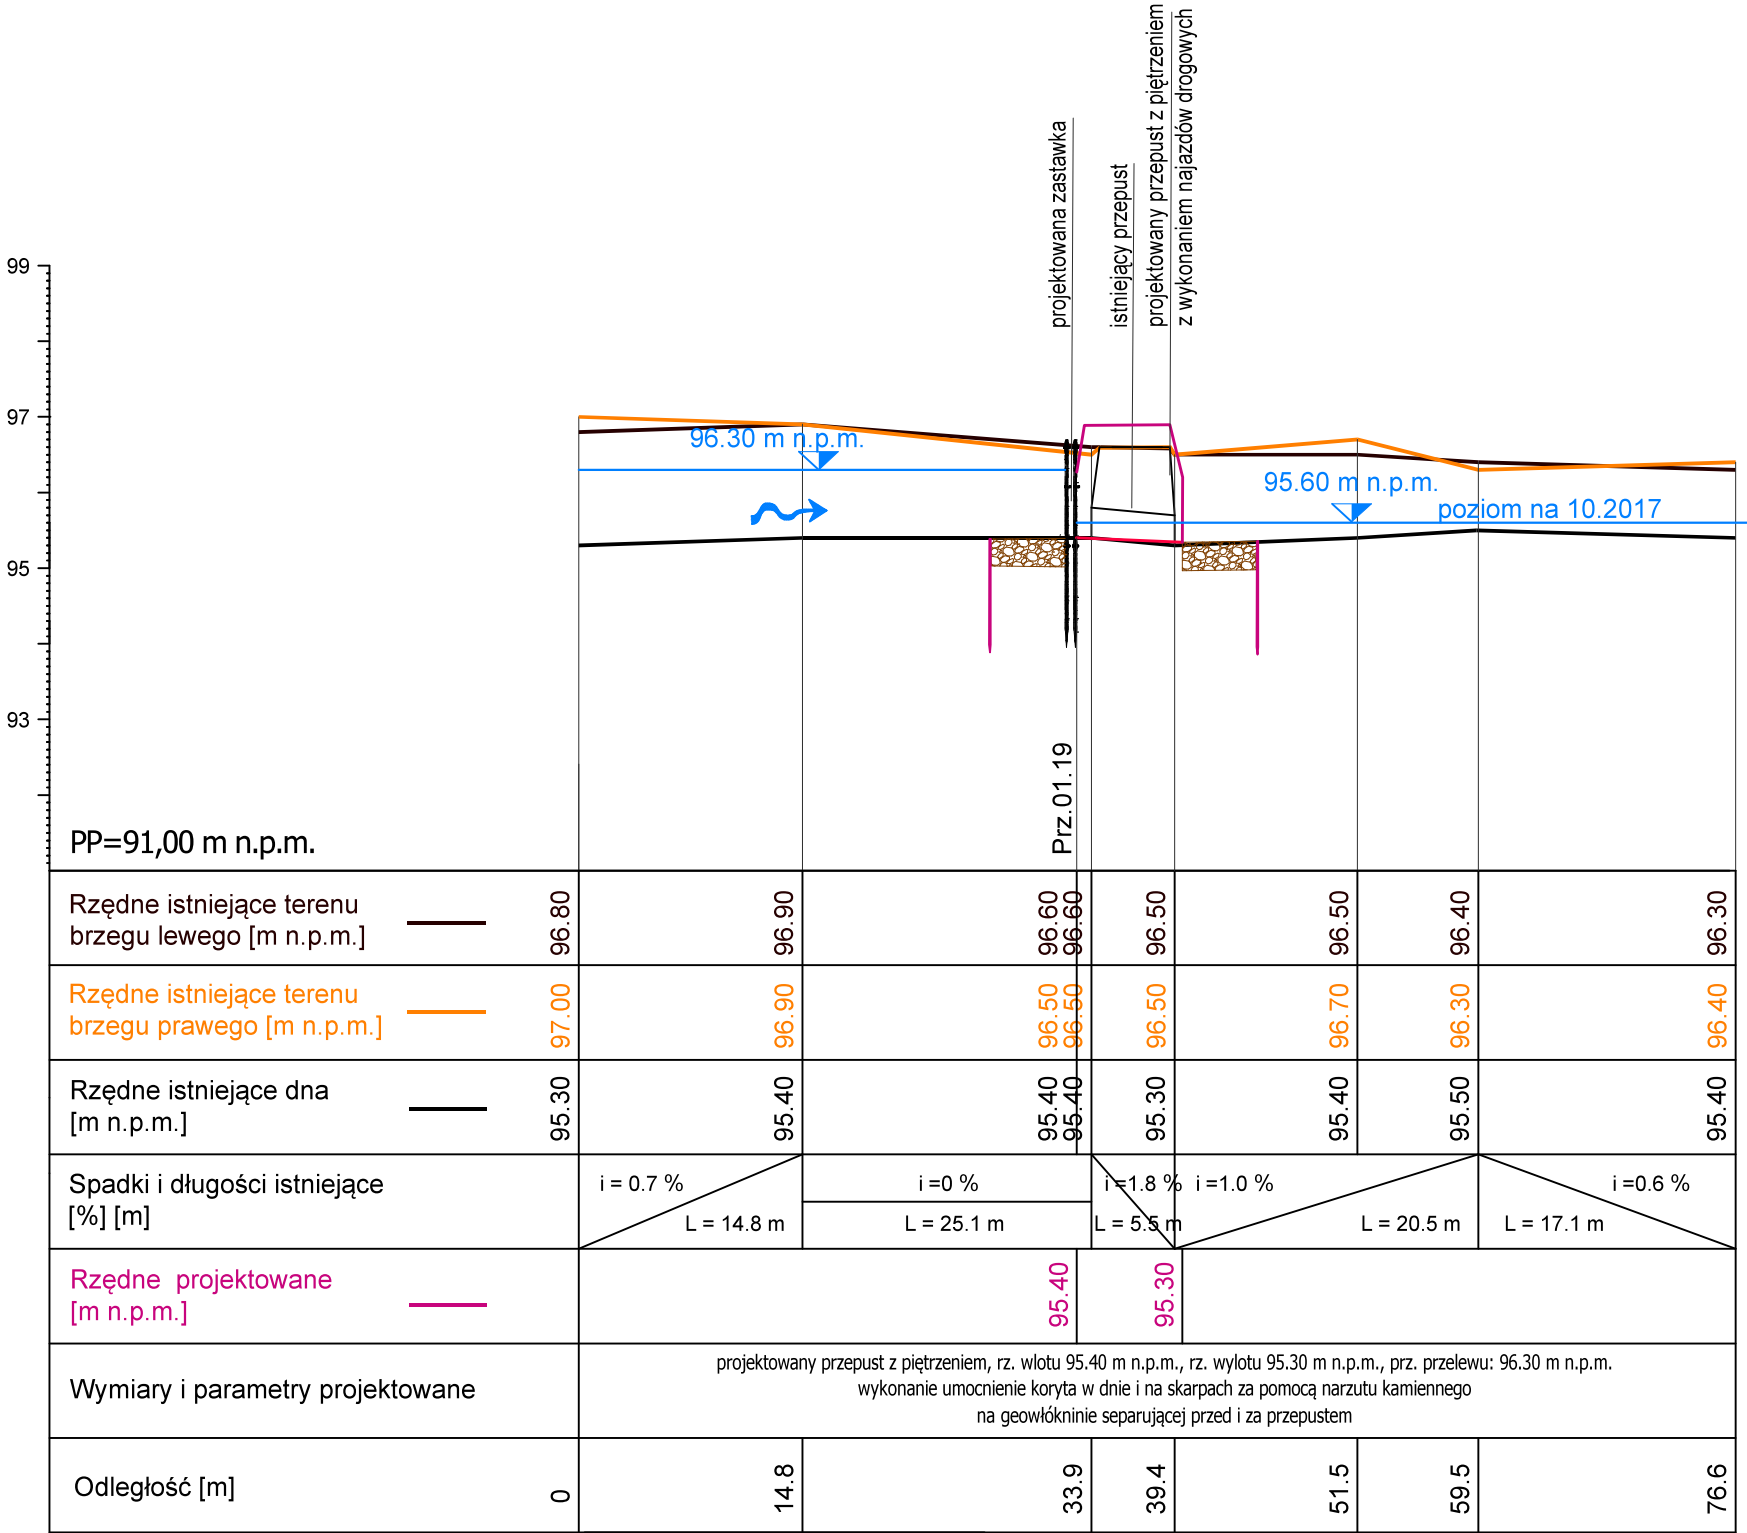 projektowana zastawka
istniejący przepust
projektowany przepust z piętrzeniem
z wykonaniem najazdów drogowych
99
97
95
93
96.30 m n.p.m.
95.60 m n.p.m.
poziom na 10.2017
Prz.01.19
PP=91,00 m n.p.m.
Rzędne istniejące terenu
brzegu lewego [m n.p.m.]
96.80
96.90
96.60
96.60
96.50
96.50
96.40
96.30
Rzędne istniejące terenu
brzegu prawego [m n.p.m.]
97.00
96.90
96.50
96.50
96.50
96.70
96.30
96.40
Rzędne istniejące dna
[m n.p.m.]
95.30
95.40
95.40
95.40
95.30
95.40
95.50
95.40
Spadki i długości istniejące
[%] [m]
i = 0.7 %
L = 14.8 m
i =0 %
L = 25.1 m
i =1.8 %
L = 5.5 m
i =1.0 %
L = 20.5 m
i =0.6 %
L = 17.1 m
Rzędne projektowane
[m n.p.m.]
95.40
95.30
Wymiary i parametry projektowane
projektowany przepust z piętrzeniem, rz. wlotu 95.40 m n.p.m., rz. wylotu 95.30 m n.p.m., prz. przelewu: 96.30 m n.p.m.
wykonanie umocnienie koryta w dnie i na skarpach za pomocą narzutu kamiennego
na geowłókninie separującej przed i za przepustem
Odległość [m]
0
14.8
33.9
39.4
51.5
59.5
76.6